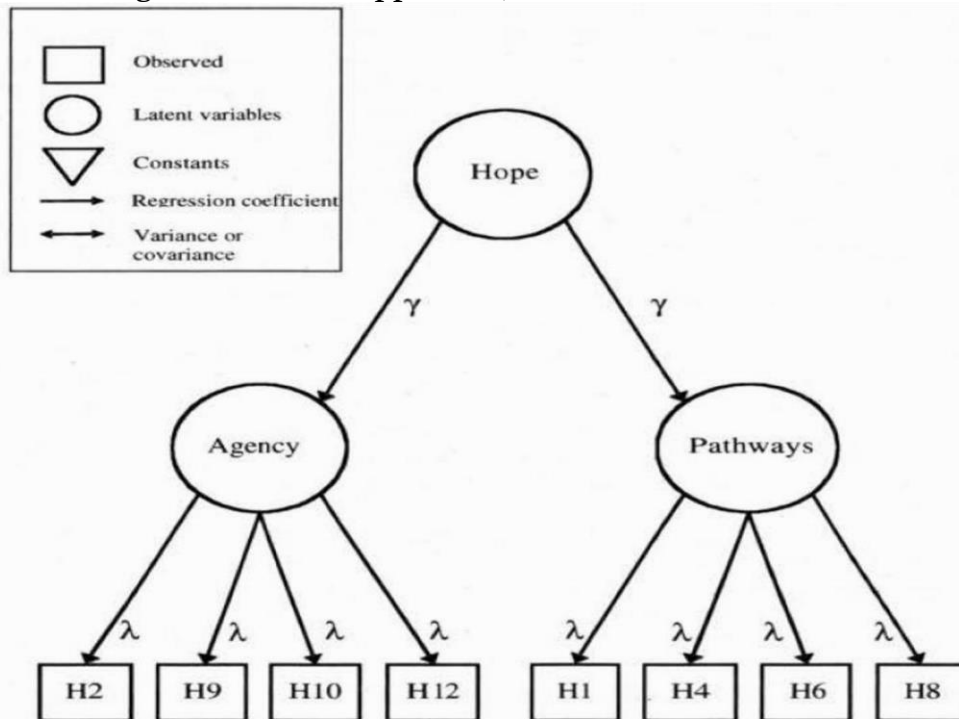 Observed
Latent variables
Constants
Regression coefficient
Variance or
covariance
Hope
γ γ
Agency Pathways
λ λ λ λ λ λ λ λ
H2 H9 H10 H12 H1 H4 H6 H8